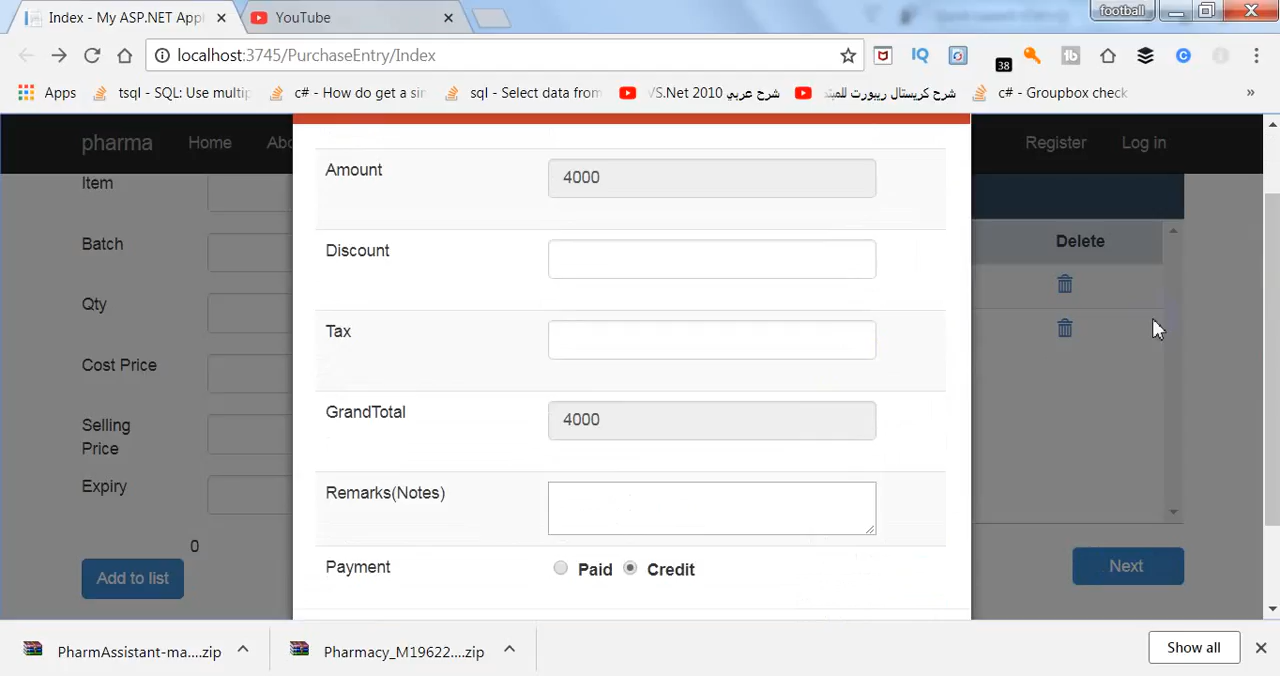 football
Index - My ASP.NET Appl
YouTube
localhost:3745/PurchaseEntry/Index
38
Apps
tsql - SQL: Use multip
c# - How do get a sin
sql - Select data from
VS.Net 2010 شرح عربي
شرح كريستال ريبورت للمبتد
c# - Groupbox check
»
pharma
Home
Abo
Register
Log in
Item
Batch
Qty
Cost Price
Selling
Price
Expiry
0
Add to list
Amount
4000
Discount
Tax
GrandTotal
4000
Remarks(Notes)
Payment
Paid
Credit
Delete
Next
PharmAssistant-ma....zip
Pharmacy_M19622....zip
Show all